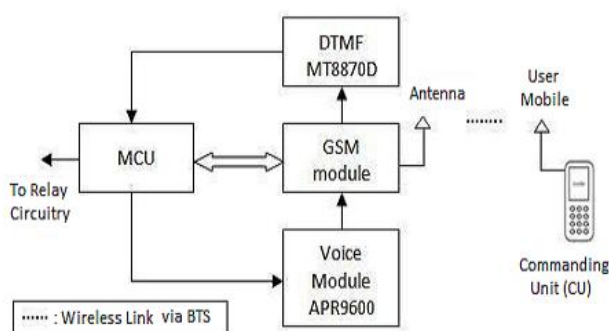 DTMF
MT8870D
Antenna
User
Mobile
MCU
GSM
module
To Relay
Circuitry
Voice
Module
APR9600
Commanding
Unit (CU)
...... : Wireless Link via BTS